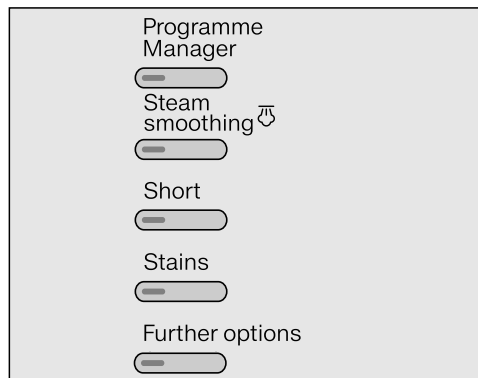 Programme
Manager
Steam
smoothing
Short
Stains
Further options